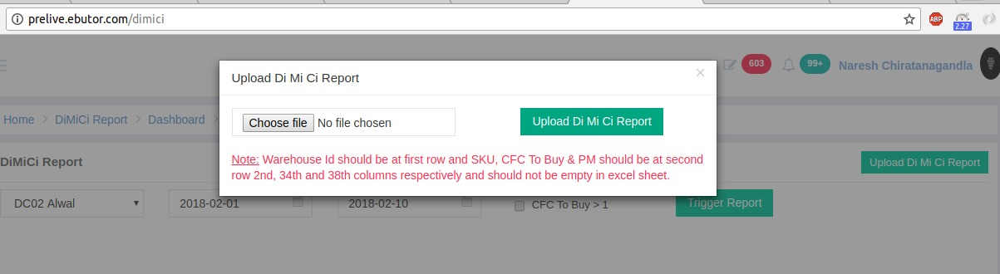 prelive.ebutor.com/dimici
ABP
2.27
603
99+
Naresh Chiratanagandla
Upload Di Mi Ci Report
×
Choose file No file chosen
Upload Di Mi Ci Report
Note: Warehouse Id should be at first row and SKU, CFC To Buy & PM should be at second
row 2nd, 34th and 38th columns respectively and should not be empty in excel sheet.
Home > DiMiCi Report > Dashboard >
DiMiCi Report
Upload Di Mi Ci Report
DC02 Alwal
2018-02-01
2018-02-10
CFC To Buy > 1
Trigger Report